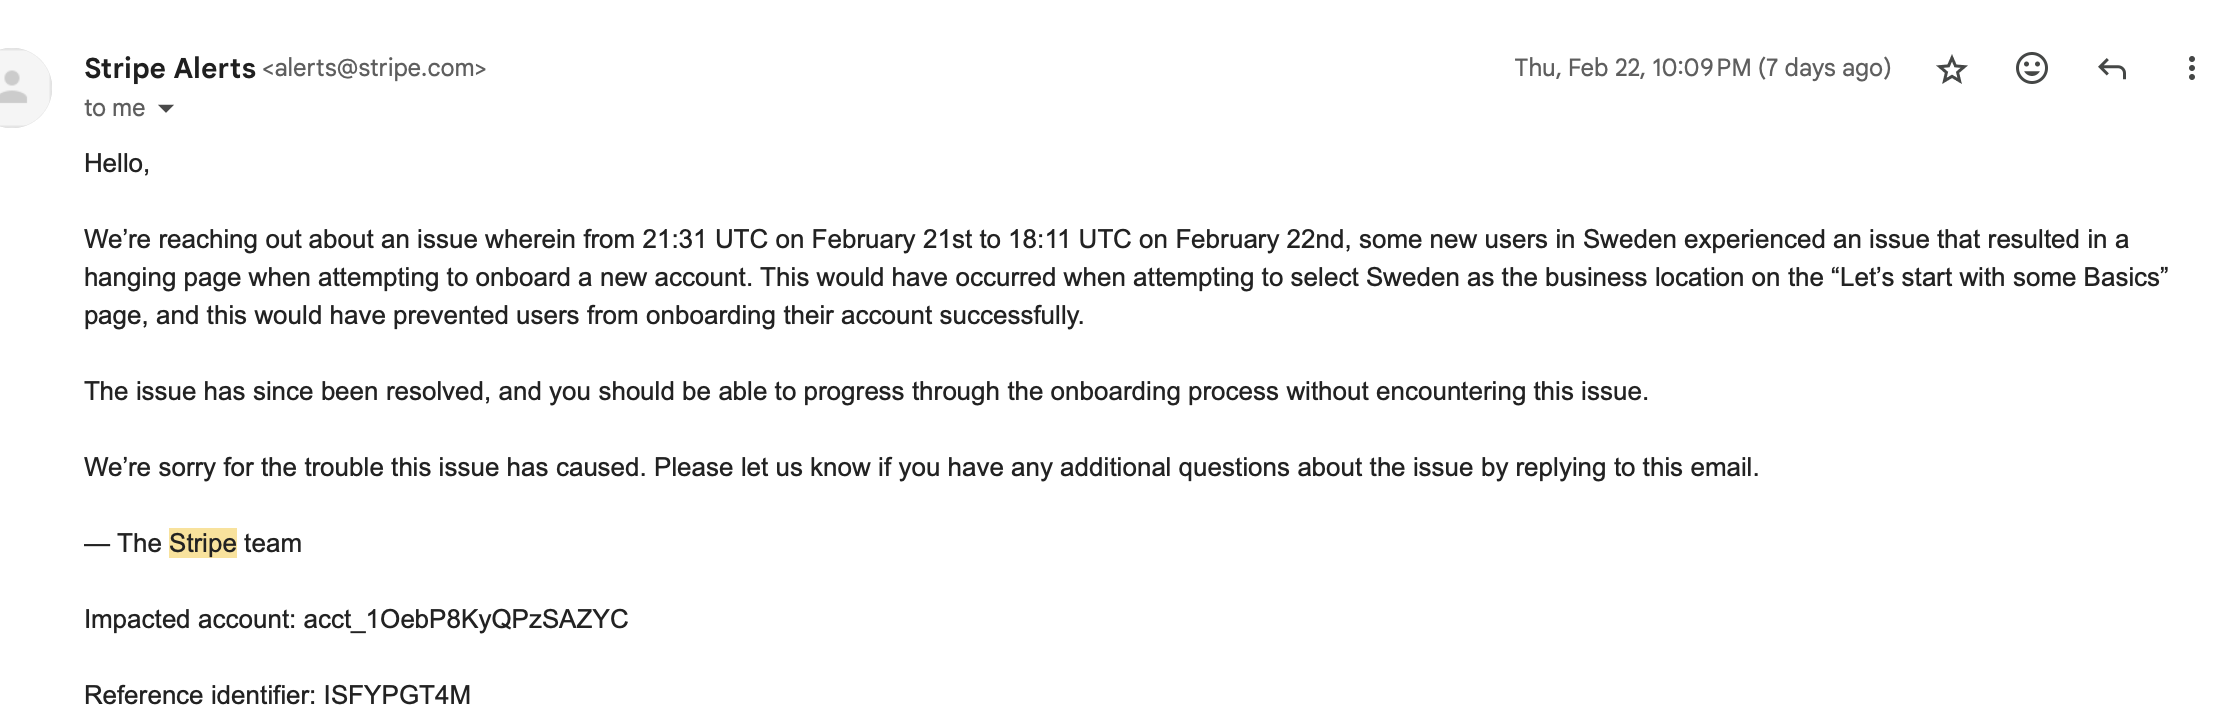 Stripe Alerts <alerts@stripe.com>
Thu, Feb 22, 10:09 PM (7 days ago)
to me
Hello,
We’re reaching out about an issue wherein from 21:31 UTC on February 21st to 18:11 UTC on February 22nd, some new users in Sweden experienced an issue that resulted in a
hanging page when attempting to onboard a new account. This would have occurred when attempting to select Sweden as the business location on the “Let’s start with some Basics”
page, and this would have prevented users from onboarding their account successfully.
The issue has since been resolved, and you should be able to progress through the onboarding process without encountering this issue.
We’re sorry for the trouble this issue has caused. Please let us know if you have any additional questions about the issue by replying to this email.
— The Stripe team
Impacted account: acct_1OebP8KyQPzSAZYC
Reference identifier: ISFYPGT4M